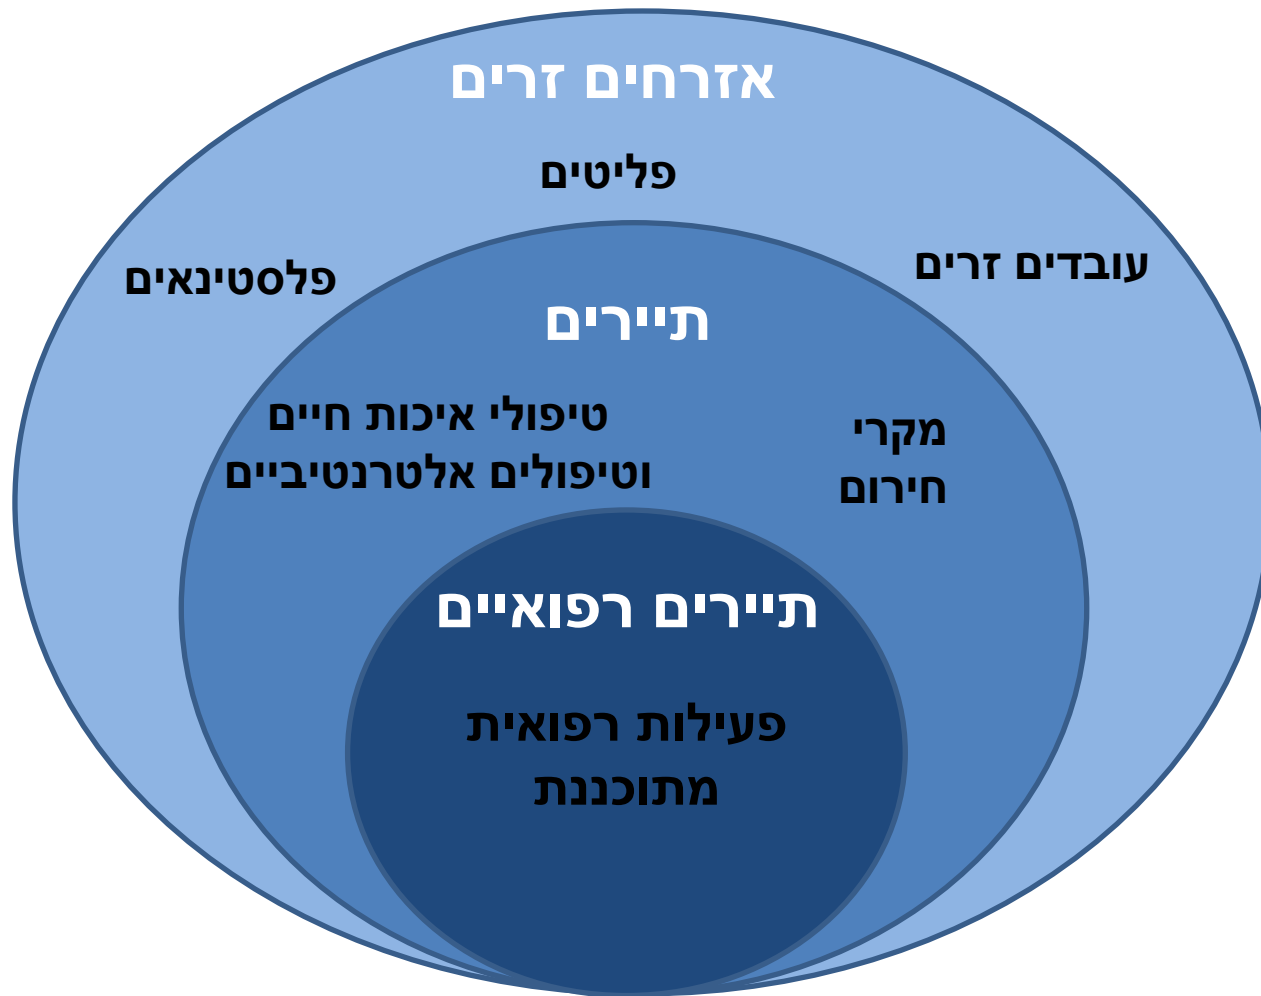 אזרחים זרים
פליטים
עובדים זרים
פלסטינאים
תיירים
מקרי
חירום
טיפולי איכות חיים
וטיפולים אלטרנטיביים
תיירים רפואיים
פעילות רפואית
מתוכננת